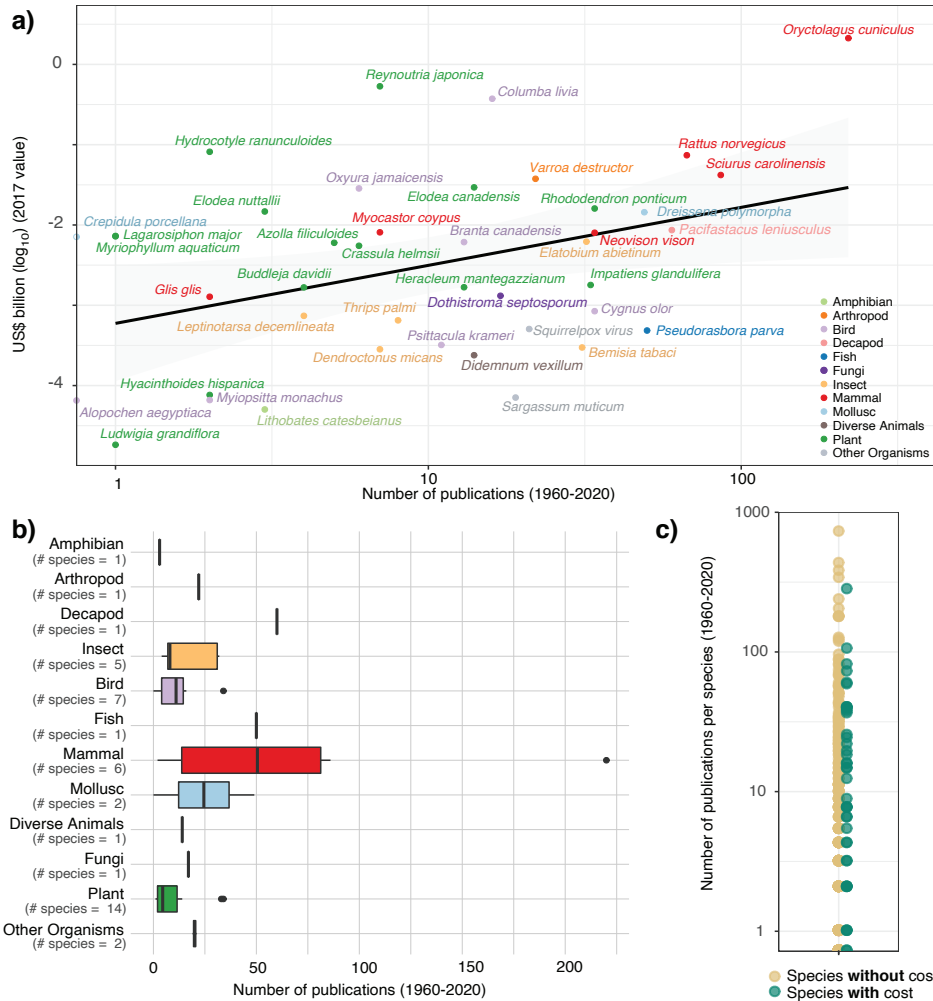 a)
Oryctolagus cuniculus
0
Reynoutria japonica
Columba livia
Hydrocotyle ranunculoides
Rattus norvegicus
Sciurus carolinensis
Varroa destructor
Oxyura jamaicensis
Elodea canadensis
Rhododendron ponticum
Elodea nuttallii
Dreissena polymorpha
Crepidula porcellana
Myocastor coypus
-2
Lagarosiphon major
Azolla filiculoides
Branta canadensis
Neovison vison
Pacifastacus leniusculus
Myriophyllum aquaticum
Crassula helmsii
Elatobium abietinum
Buddleja davidii
Heracleum mantegazzianum
Impatiens glandulifera
Glis glis
Dothistroma septosporum
Thrips palmi
Cygnus olor
Leptinotarsa decemlineata
Squirrelpox virus
Pseudorasbora parva
Psittacula krameri
Dendroctonus micans
Didemnum vexillum
Bemisia tabaci
Hyacinthoides hispanica
-4
Myiopsitta monachus
Alopochen aegyptiaca
Sargassum muticum
Lithobates catesbeianus
Ludwigia grandiflora
US$ billion (log10) (2017 value)
Amphibian
Arthropod
Bird
Decapod
Fish
Fungi
Insect
Mammal
Mollusc
Diverse Animals
Plant
Other Organisms
1
10
100
Number of publications (1960-2020)
b)
Amphibian
(# species = 1)
Arthropod
(# species = 1)
Decapod
(# species = 1)
Insect
(# species = 5)
Bird
(# species = 7)
Fish
(# species = 1)
Mammal
(# species = 6)
Mollusc
(# species = 2)
Diverse Animals
(# species = 1)
Fungi
(# species = 1)
Plant
(# species = 14)
Other Organisms
(# species = 2)
0
50
100
150
200
Number of publications (1960-2020)
c)
1000
100
10
1
Number of publications per species (1960-2020)
Species without cos
Species with cost